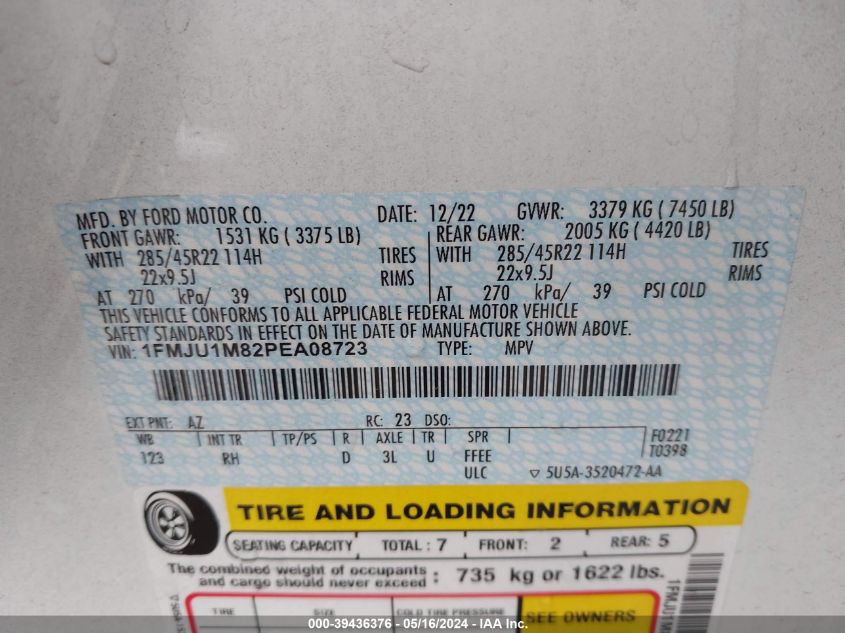 MFD. BY FORD MOTOR CO. DATE: 12/22 GVWR: 3379 KG ( 7450 LB)
FRONT GAWR: 1531 KG ( 3375 LB) REAR GAWR: 2005 KG ( 4420 LB)
WITH 285/45R22 114H TIRES WITH 285/45R22 114H TIRES
22x9.5J RIMS 22x9.5J RIMS
AT 270 kPa/ 39 PSI COLD AT 270 kPa/ 39 PSI COLD
THIS VEHICLE CONFORMS TO ALL APPLICABLE FEDERAL MOTOR VEHICLE
SAFETY STANDARDS IN EFFECT ON THE DATE OF MANUFACTURE SHOWN ABOVE.
VIN: 1FMJU1M82PEA08723 TYPE: MPV
EXT PNT: AZ RC: 23 DSO:
WB INT TR TP/PS R AXLE TR SPR F0221
123 RH D 3L U FFEE T0398
ULC ▽ 5U5A-3520472-AA
TIRE AND LOADING INFORMATION
SEATING CAPACITY TOTAL : 7 FRONT: 2 REAR: 5
The combined weight of occupants
and cargo should never exceed : 735 kg or 1622 lbs.
TIRE SIZE COLD TIRE PRESSURE SEE OWNERS
000-39436376 - 05/16/2024 - IAA Inc.